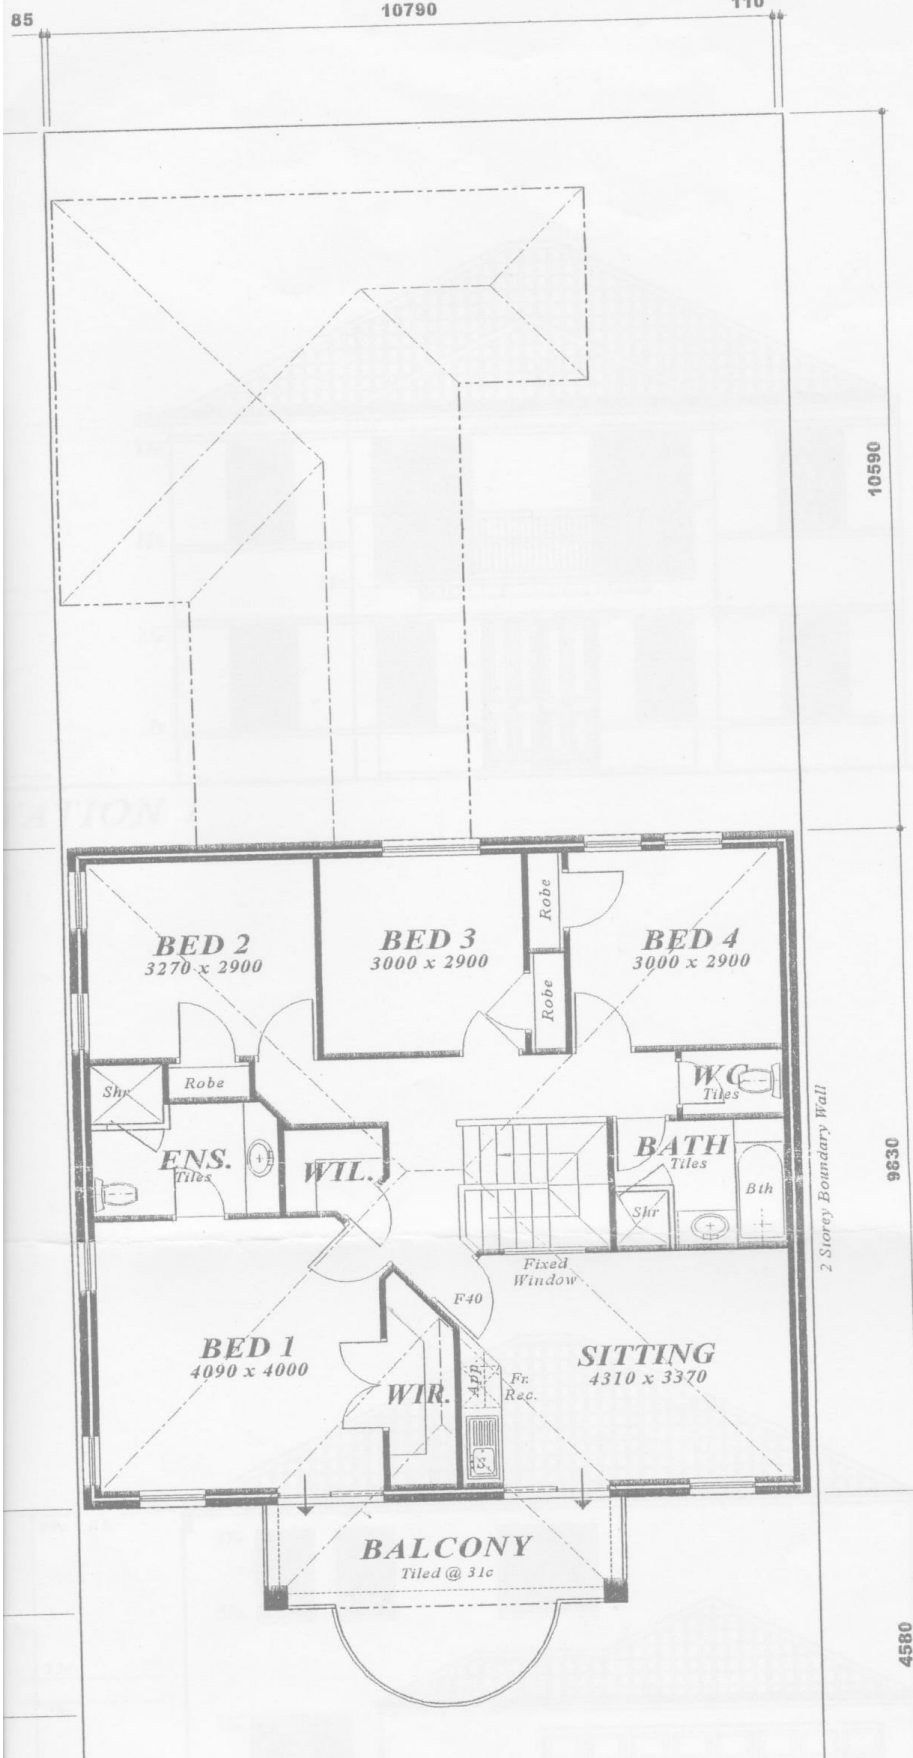 85
10790
110
10590
ATION
BED 2
3270 x 2900
BED 3
3000 x 2900
Robe
Robe
BED 4
3000 x 2900
Shr
Robe
WC
Tiles
ENS.
Tiles
WIL.
BATH
Tiles
Shr
Bth
2 Storey Boundary Wall
9830
Fixed
Window
F40
BED 1
4090 x 4000
WIR.
App.
Fr.
Rec.
S.
SITTING
4310 x 3370
BALCONY
Tiled @ 31c
4580